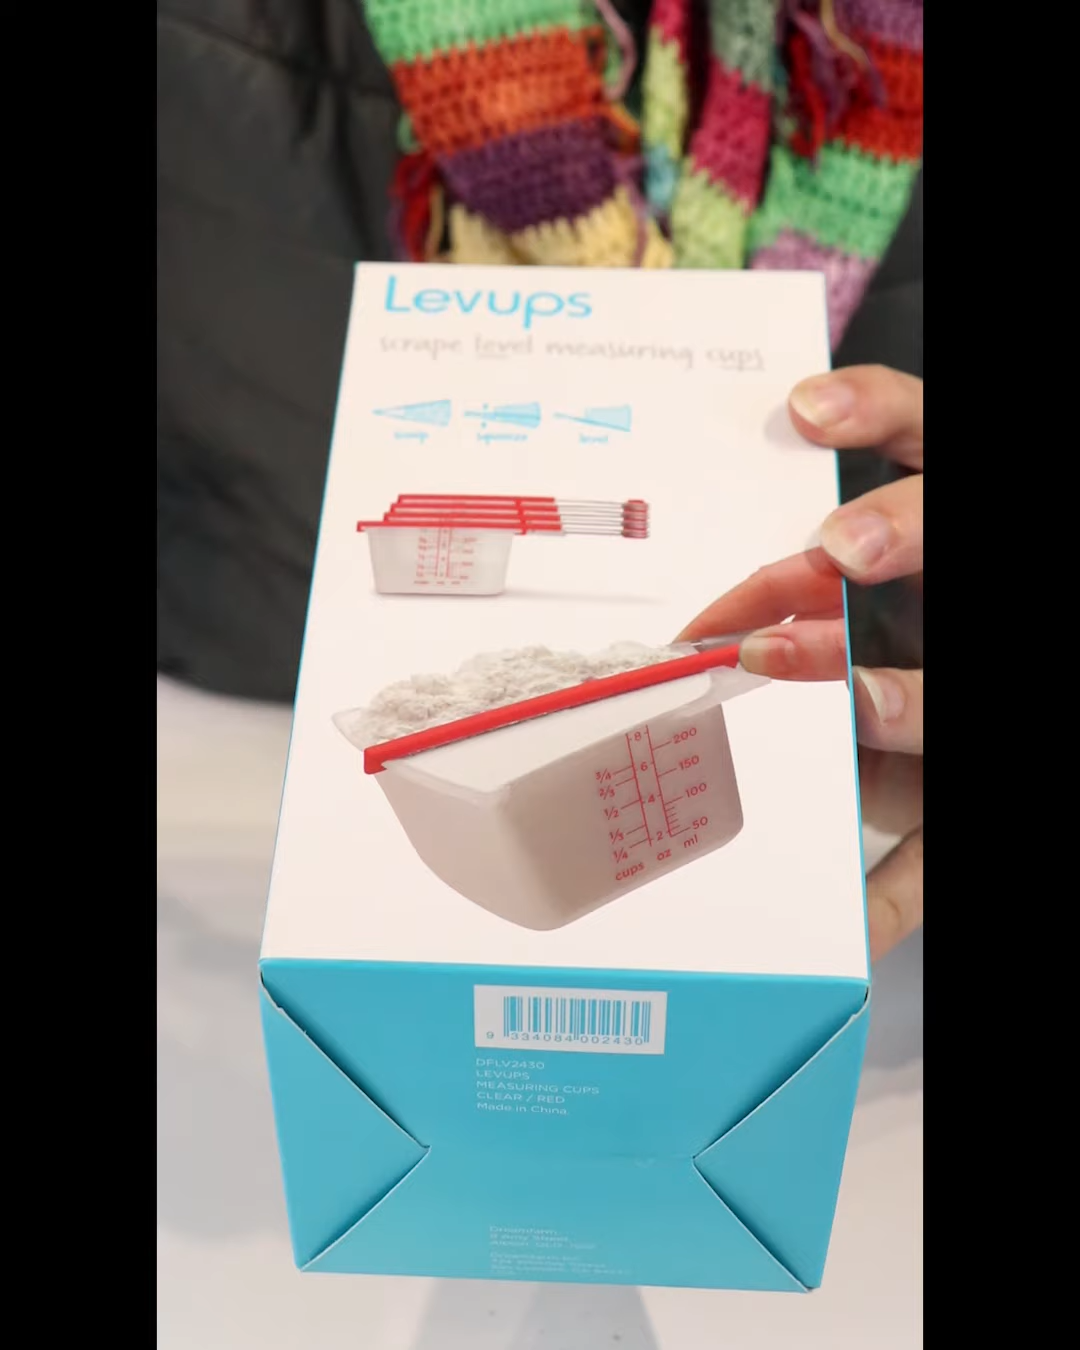 Levups
scrape level measuring cups
scoop squeeze level
8 200
3/4 6 150
2/3
1/2 4 100
1/3
1/4 2 50
cups oz ml
9 334084 002430
DFLV2430
LEVUPS
MEASURING CUPS
CLEAR / RED
Made in China.
Dreamfarm